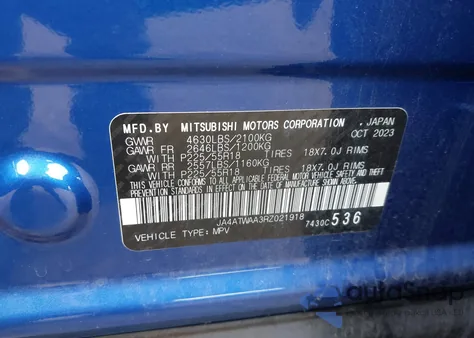 MFD.BY MITSUBISHI MOTORS CORPORATION . JAPAN
GVWR 4630LBS/2100KG OCT 2023
GAWR FR 2646LBS/1200KG
WITH P225/55R18 TIRES 18X7.0J RIMS
GAWR RR 2557LBS/1160KG
WITH P225/55R18 TIRES 18X7.0J RIMS
THIS VEHICLE CONFORMS TO ALL APPLICABLE FEDERAL MOTOR VEHICLE SAFETY, BUMPER AND THEFT
PREVENTION STANDARDS IN EFFECT ON THE DATE OF MANUFACTURE SHOWN ABOVE.
JA4ATWAA3RZ021918 7430C536
VEHICLE TYPE: MPV